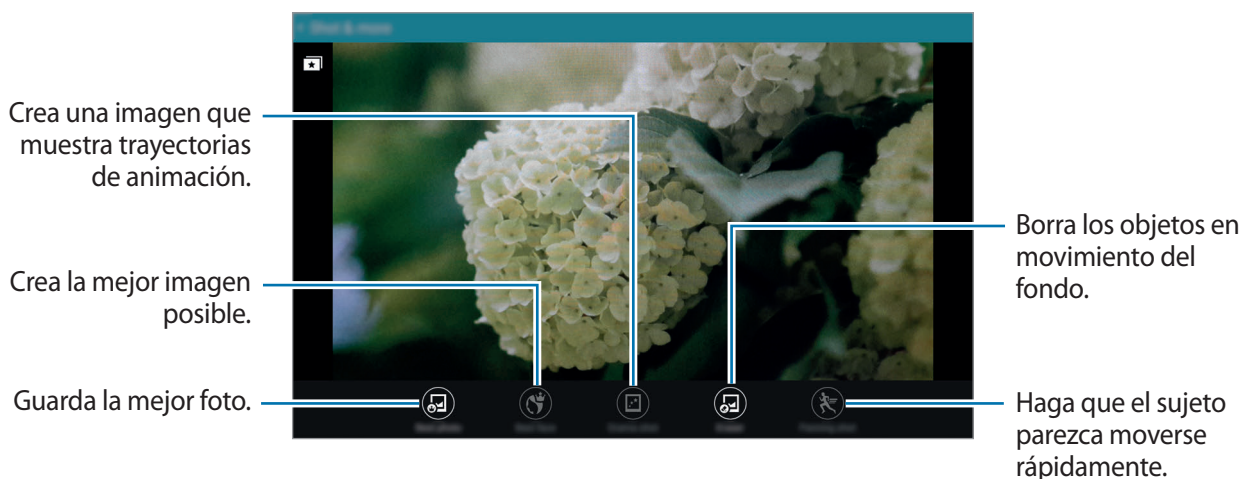 Crea una imagen que
muestra trayectorias
de animación.
Crea la mejor imagen
posible.
Guarda la mejor foto.
Borra los objetos en
movimiento del
fondo.
Haga que el sujeto
parezca moverse
rápidamente.